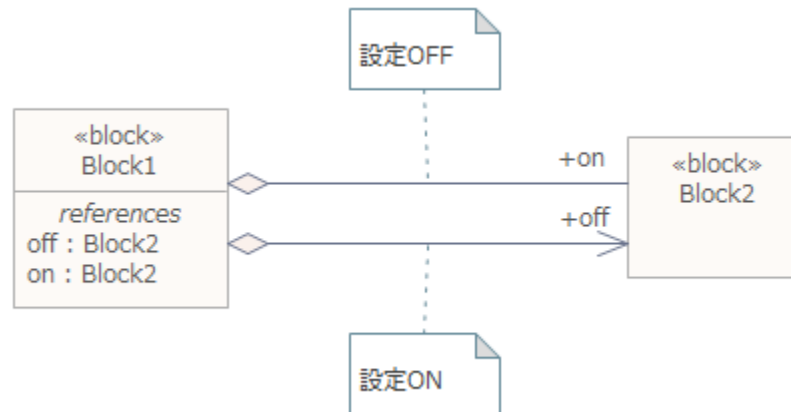 設定OFF
«block»
Block1
references
off : Block2
on : Block2
+on
+off
«block»
Block2
設定ON